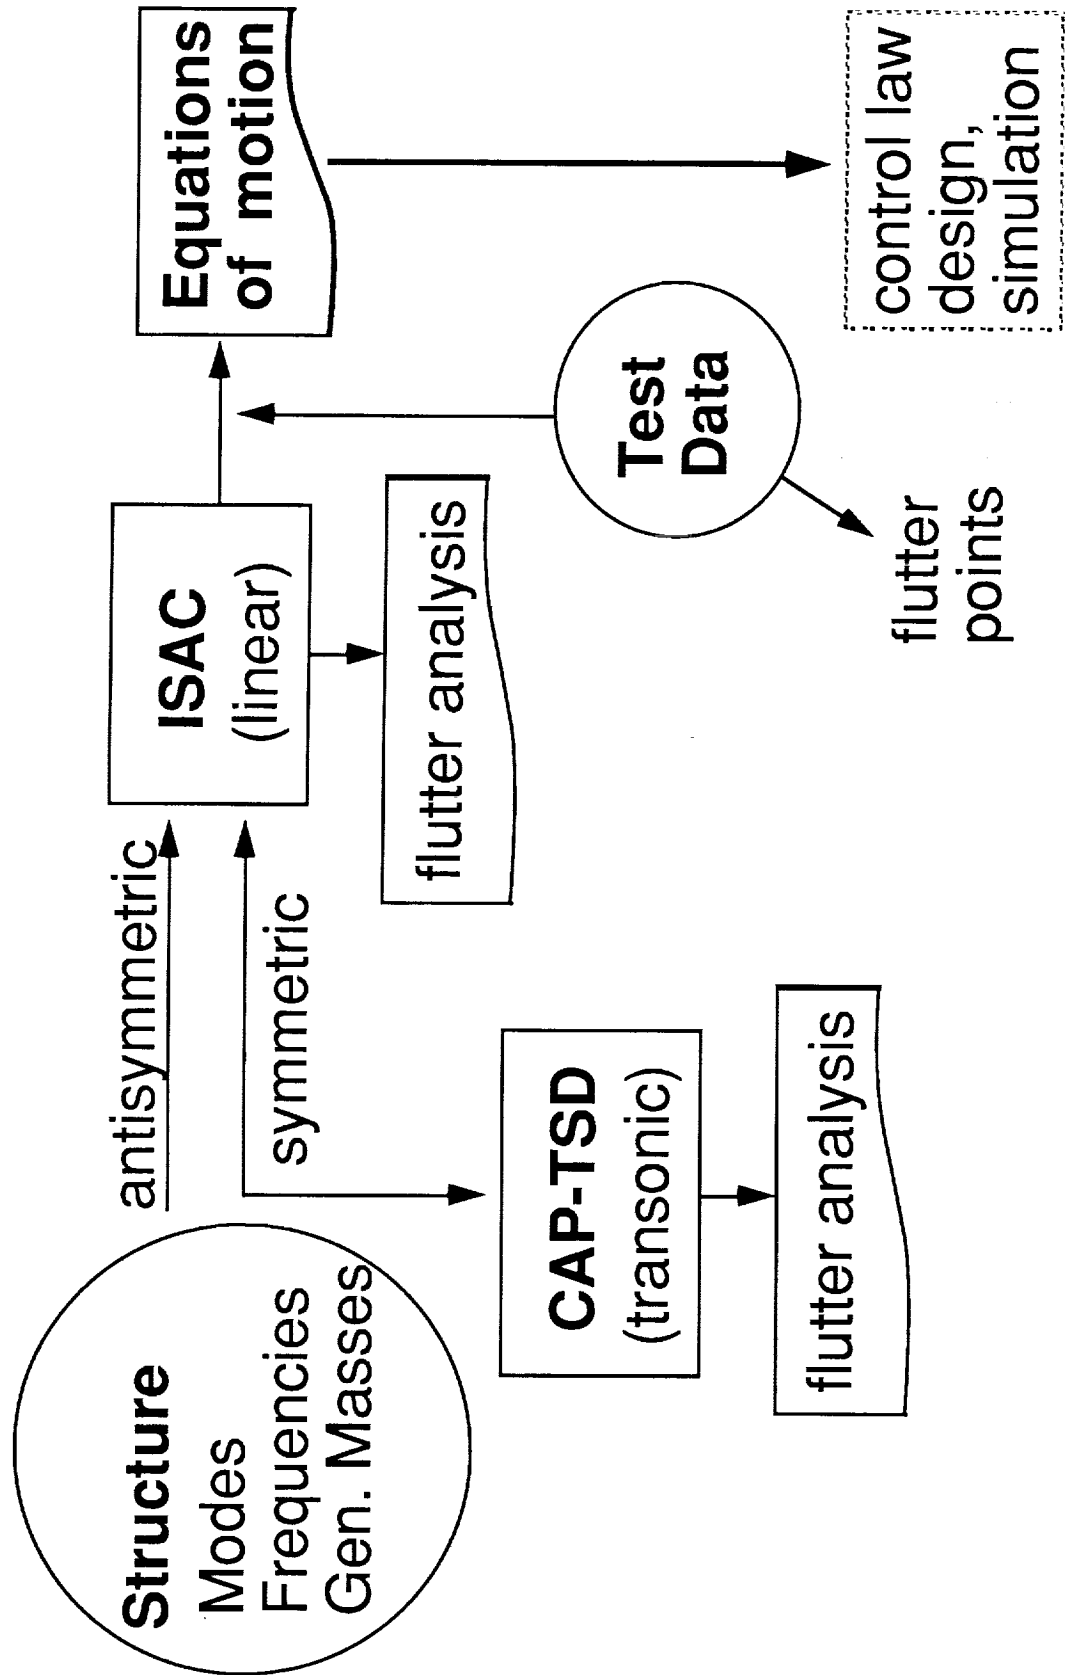 Structure
Modes
Frequencies
Gen. Masses
antisymmetric
symmetric
CAP-TSD
(transonic)
flutter analysis
ISAC
(linear)
flutter analysis
Test
Data
flutter
points
Equations
of motion
control law
design,
simulation